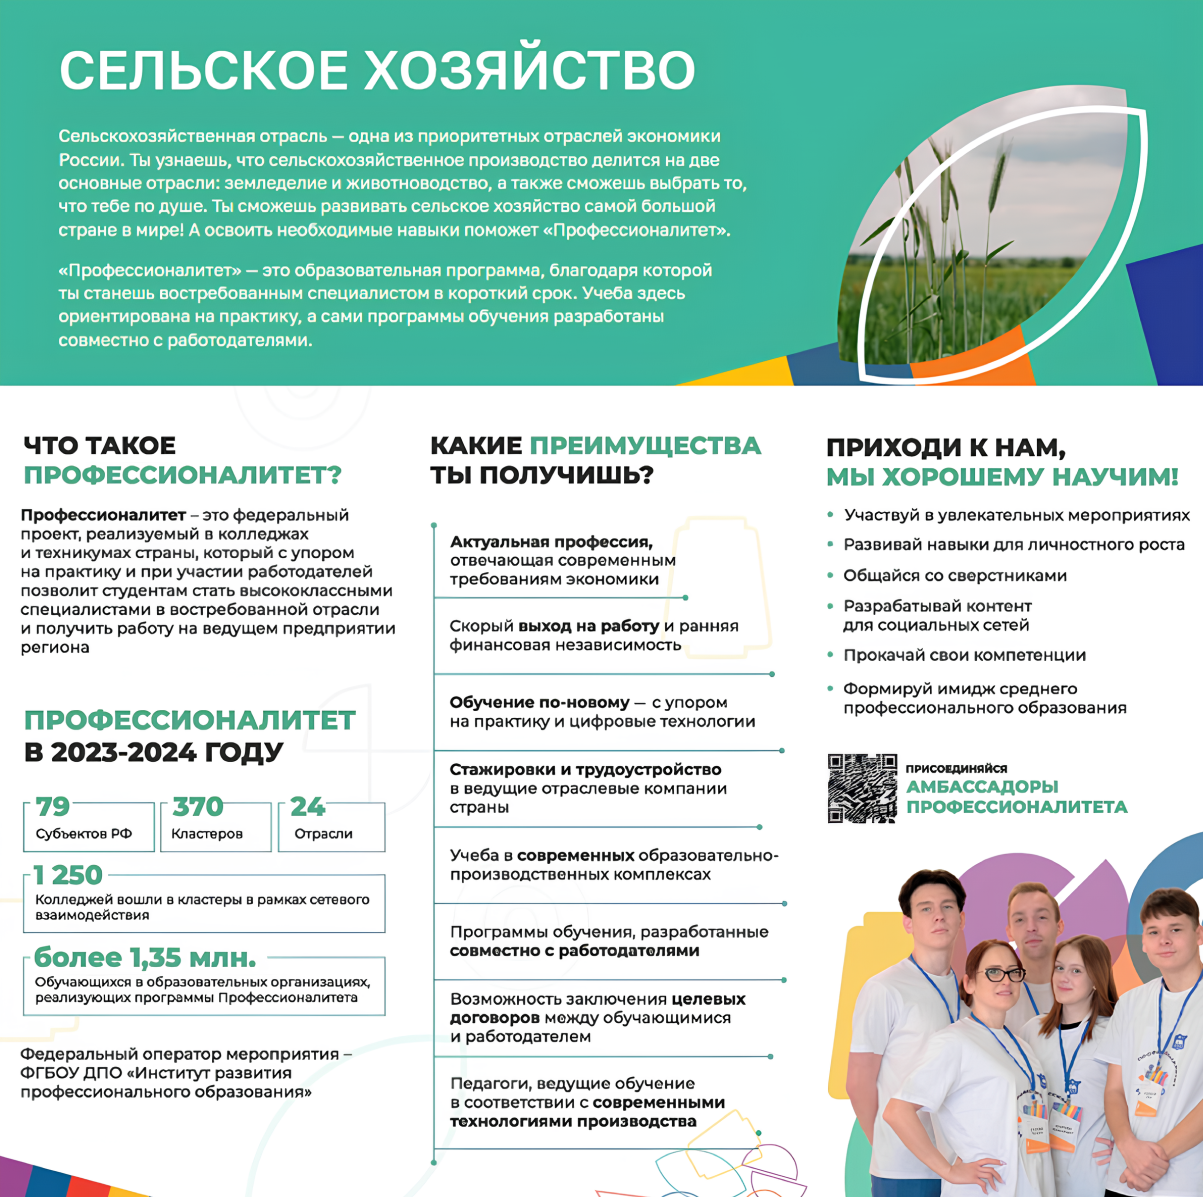 СЕЛЬСКОЕ ХОЗЯЙСТВО
Сельскохозяйственная отрасль – одна из приоритетных отраслей экономики
России. Ты узнаешь, что сельскохозяйственное производство делится на две
основные отрасли: земледелие и животноводство, а также сможешь выбрать то,
что тебе по душе. Ты сможешь развивать сельское хозяйство самой большой
стране в мире! А освоить необходимые навыки поможет «Профессионалитет».
«Профессионалитет» – это образовательная программа, благодаря которой
ты станешь востребованным специалистом в короткий срок. Учеба здесь
ориентирована на практику, а сами программы обучения разработаны
совместно с работодателями.
ЧТО ТАКОЕ
ПРОФЕССИОНАЛИТЕТ?
Профессионалитет – это федеральный
проект, реализуемый в колледжах
и техникумах страны, который с упором
на практику и при участии работодателей
позволит студентам стать высококлассными
специалистами в востребованной отрасли
и получить работу на ведущем предприятии
региона
ПРОФЕССИОНАЛИТЕТ
В 2023-2024 ГОДУ
79
Субъектов РФ
370
Кластеров
24
Отрасли
1 250
Колледжей вошли в кластеры в рамках сетевого
взаимодействия
более 1,35 млн.
Обучающихся в образовательных организациях,
реализующих программы Профессионалитета
Федеральный оператор мероприятия –
ФГБОУ ДПО «Институт развития
профессионального образования»
КАКИЕ ПРЕИМУЩЕСТВА
ТЫ ПОЛУЧИШЬ?
Актуальная профессия,
отвечающая современным
требованиям экономики
Скорый выход на работу и ранняя
финансовая независимость
Обучение по-новому – с упором
на практику и цифровые технологии
Стажировки и трудоустройство
в ведущие отраслевые компании
страны
Учеба в современных образовательно-
производственных комплексах
Программы обучения, разработанные
совместно с работодателями
Возможность заключения целевых
договоров между обучающимися
и работодателем
Педагоги, ведущие обучение
в соответствии с современными
технологиями производства
ПРИХОДИ К НАМ,
МЫ ХОРОШЕМУ НАУЧИМ!
• Участвуй в увлекательных мероприятиях
• Развивай навыки для личностного роста
• Общайся со сверстниками
• Разрабатывай контент
для социальных сетей
• Прокачай свои компетенции
• Формируй имидж среднего
профессионального образования
ПРИСОЕДИНЯЙСЯ
АМБАССАДОРЫ
ПРОФЕССИОНАЛИТЕТА